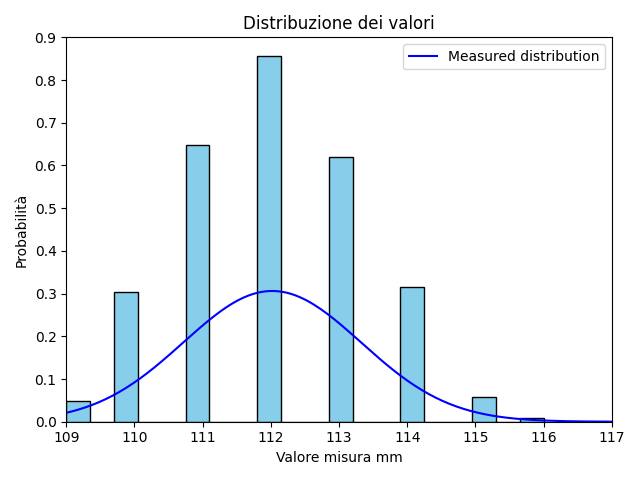 Distribuzione dei valori
Measured distribution
Probabilità
0.9
0.8
0.7
0.6
0.5
0.4
0.3
0.2
0.1
0.0
109 110 111 112 113 114 115 116 117
Valore misura mm